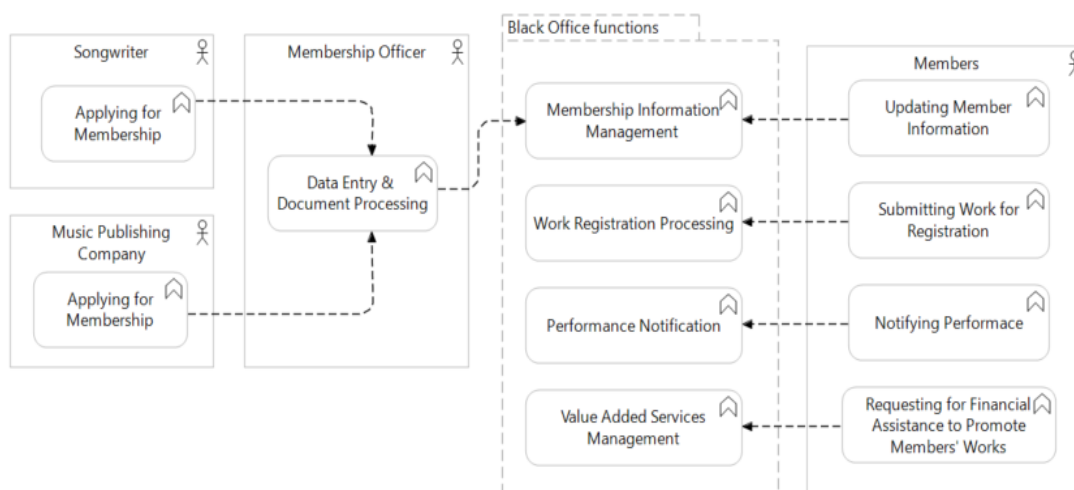 Songwriter
Applying for
Membership
Music Publishing
Company
Applying for
Membership
Membership Officer
Data Entry &
Document Processing
Black Office functions
Membership Information
Management
Work Registration Processing
Performance Notification
Value Added Services
Management
Members
Updating Member
Information
Submitting Work for
Registration
Notifying Performace
Requesting for Financial
Assistance to Promote
Members' Works